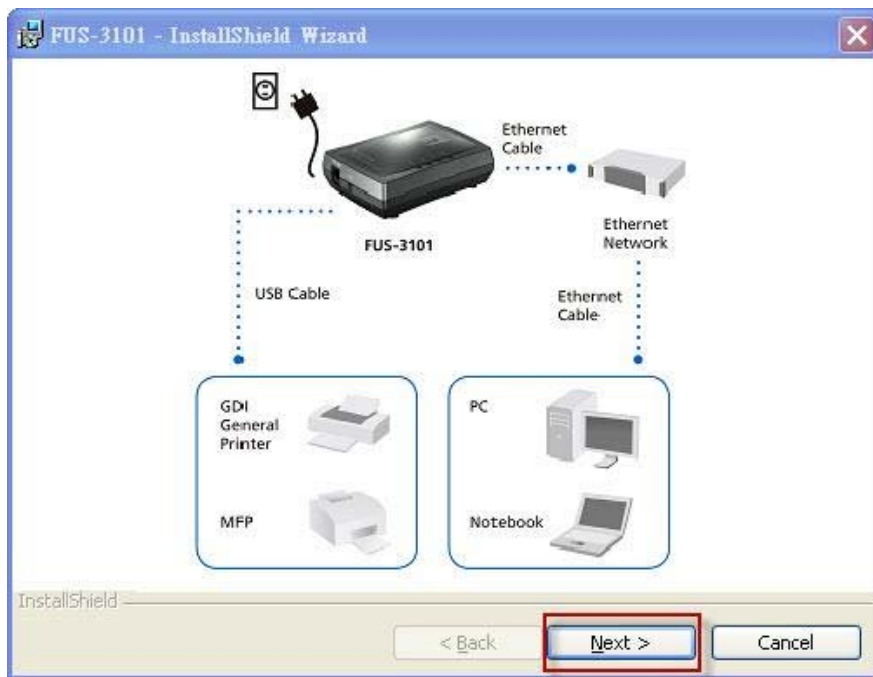 FUS-3101 - InstallShield Wizard
Ethernet
Cable
FUS-3101
Ethernet
Network
USB Cable
Ethernet
Cable
GDI
General
Printer
MFP
PC
Notebook
InstallShield
< Back
Next >
Cancel